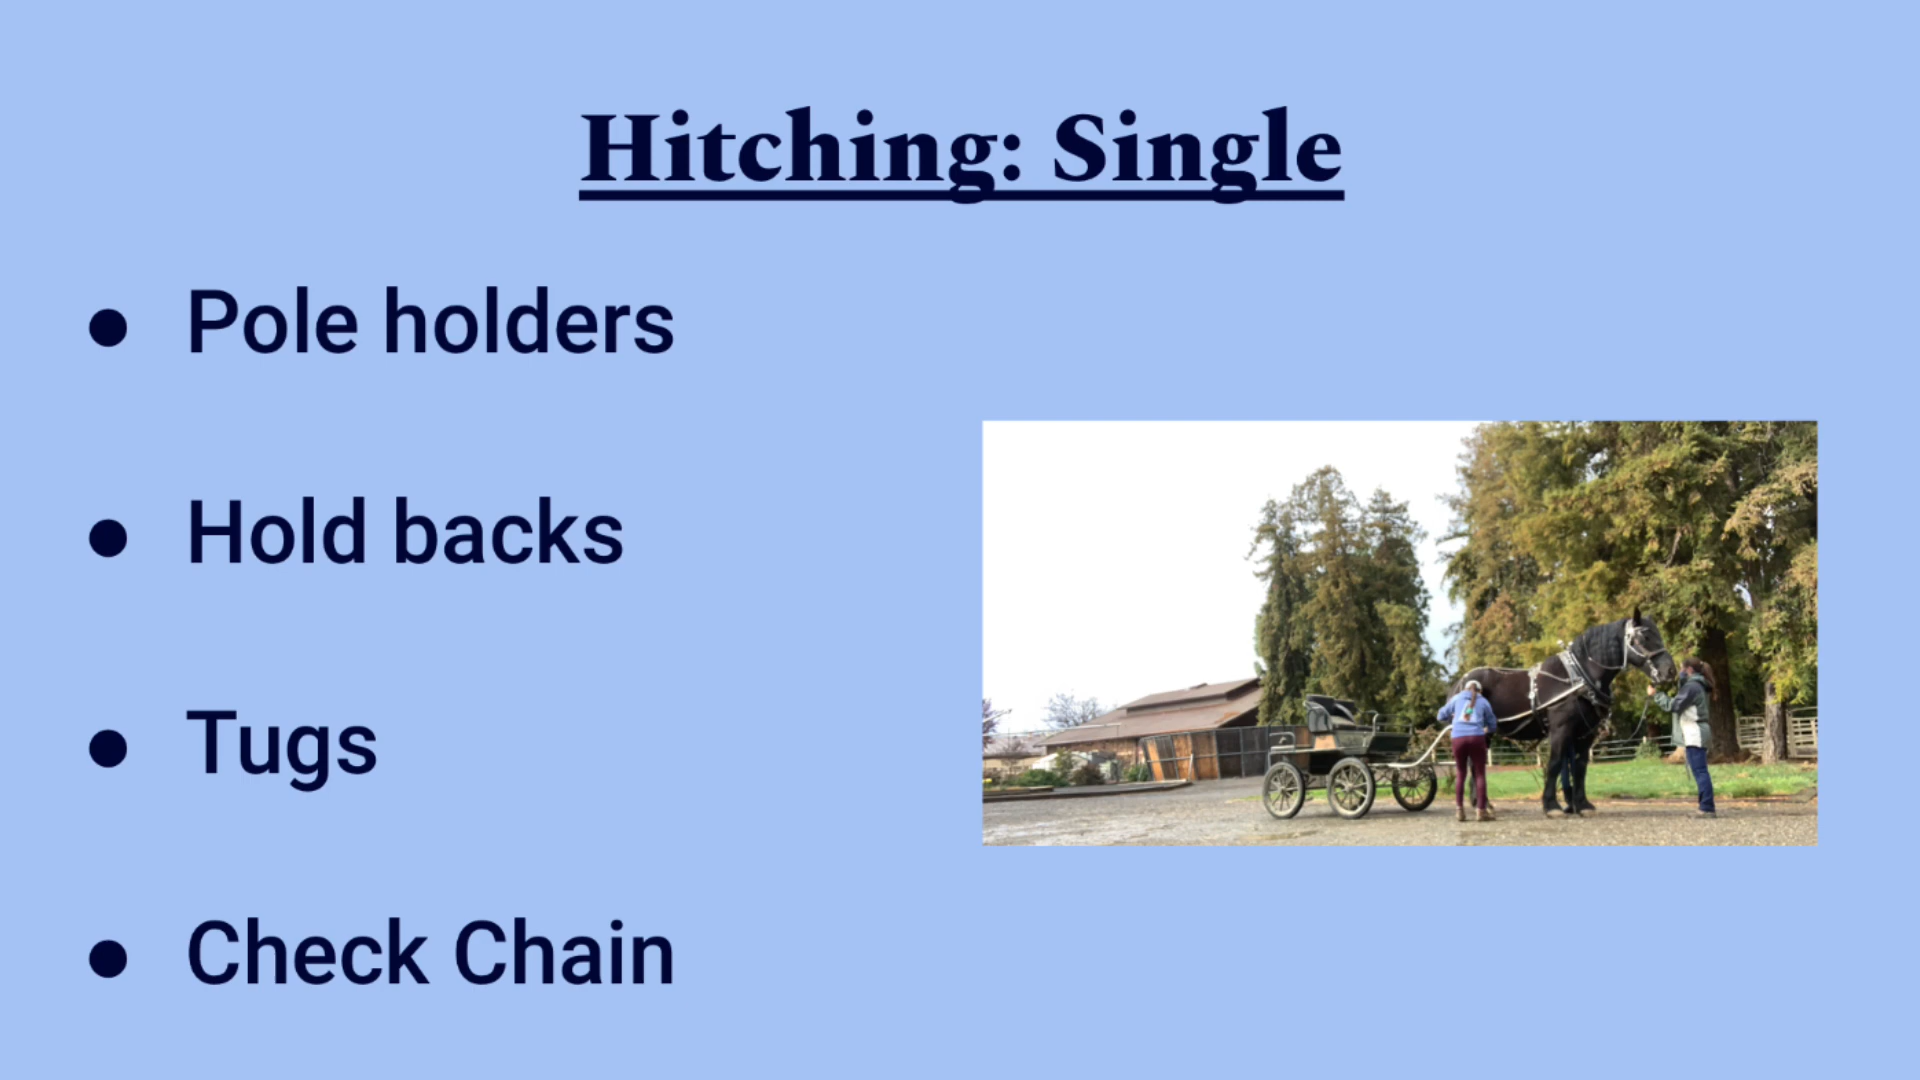 Hitching: Single
● Pole holders
● Hold backs
● Tugs
● Check Chain